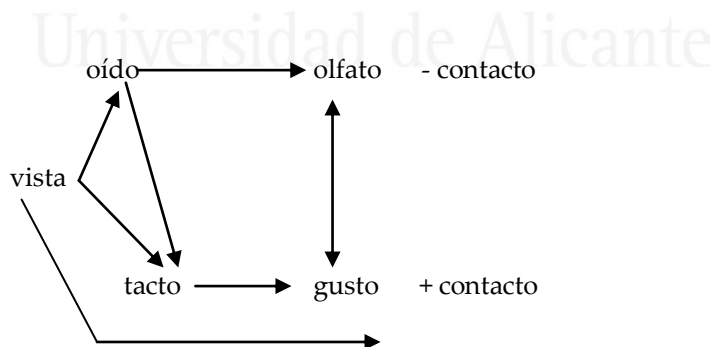 Universidad de Alicante
oído olfato - contacto
vista
tacto gusto + contacto